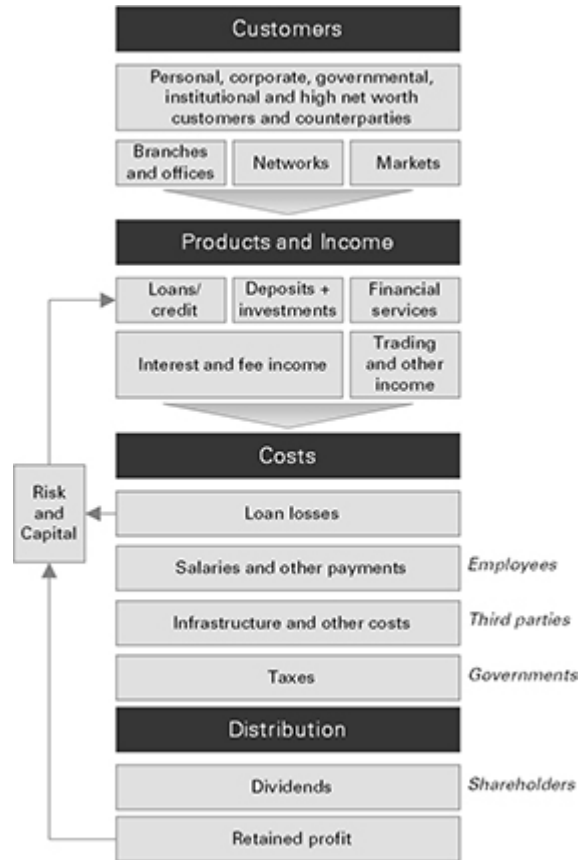 Customers
Personal, corporate, governmental,
institutional and high net worth
customers and counterparties
Branches
and offices
Networks
Markets
Products and Income
Loans/
credit
Deposits +
investments
Financial
services
Interest and fee income
Trading
and other
income
Costs
Risk
and
Capital
Loan losses
Salaries and other payments
Employees
Infrastructure and other costs
Third parties
Taxes
Governments
Distribution
Dividends
Shareholders
Retained profit